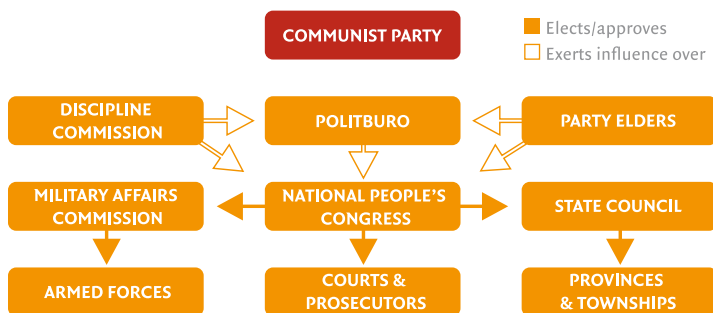 COMMUNIST PARTY
Elects/approves
Exerts influence over
DISCIPLINE
COMMISSION
POLITBURO
PARTY ELDERS
MILITARY AFFAIRS
COMMISSION
NATIONAL PEOPLE'S
CONGRESS
STATE COUNCIL
ARMED FORCES
COURTS &
PROSECUTORS
PROVINCES
& TOWNSHIPS